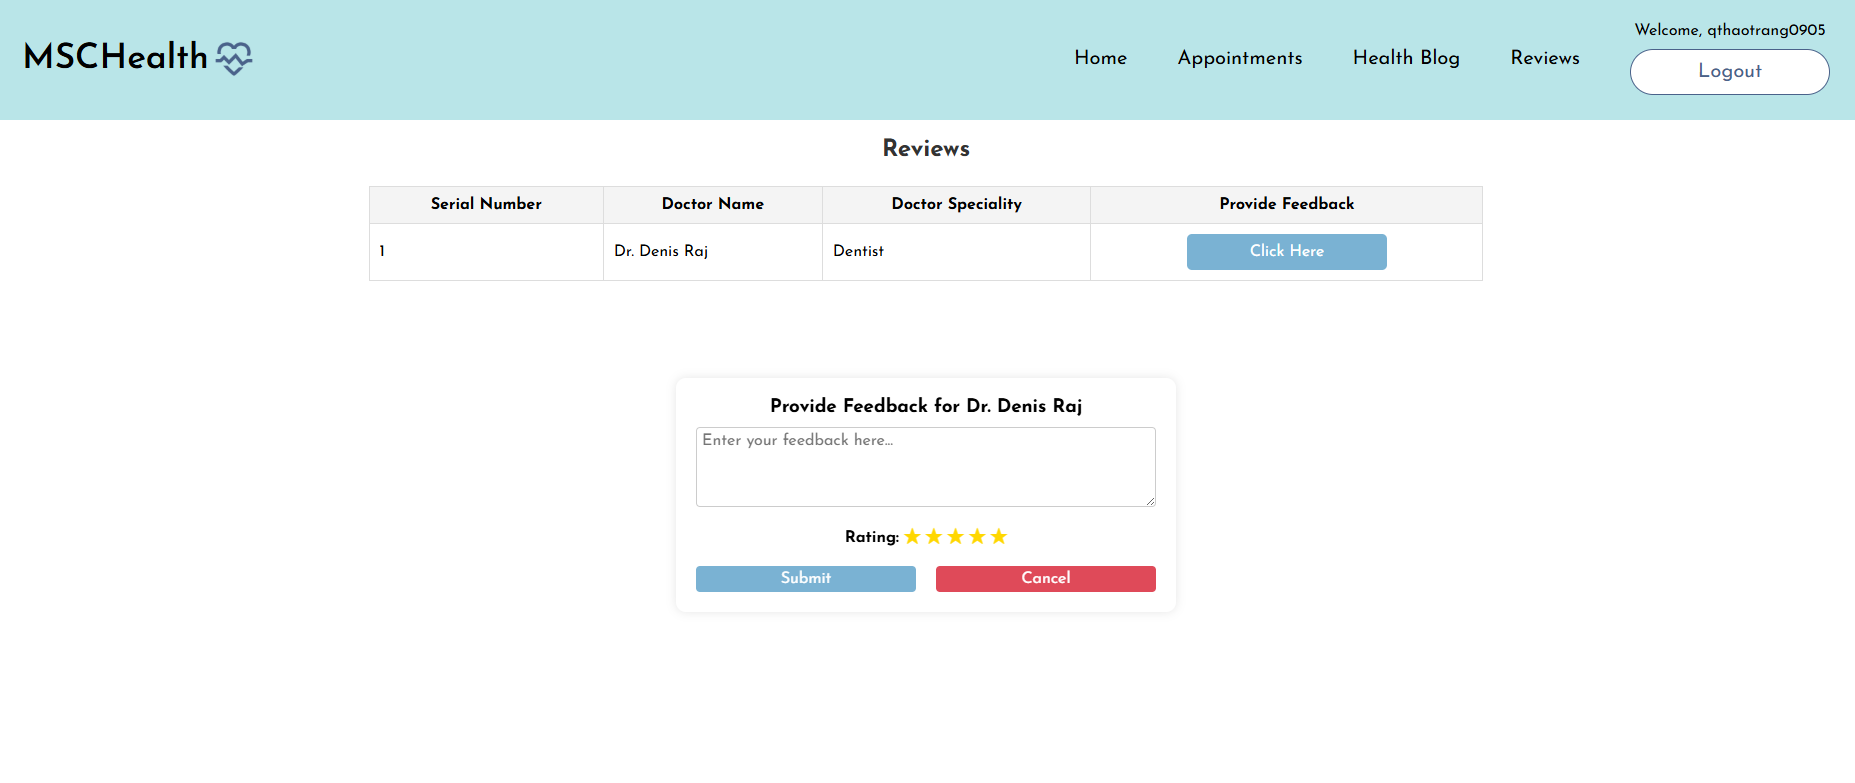 MSCHealth
Home
Appointments
Health Blog
Reviews
Welcome, qthaotrang0905
Logout
Reviews
Serial Number Doctor Name Doctor Speciality Provide Feedback
1 Dr. Denis Raj Dentist Click Here
Provide Feedback for Dr. Denis Raj
Enter your feedback here...
Rating: ★★★★★
Submit Cancel